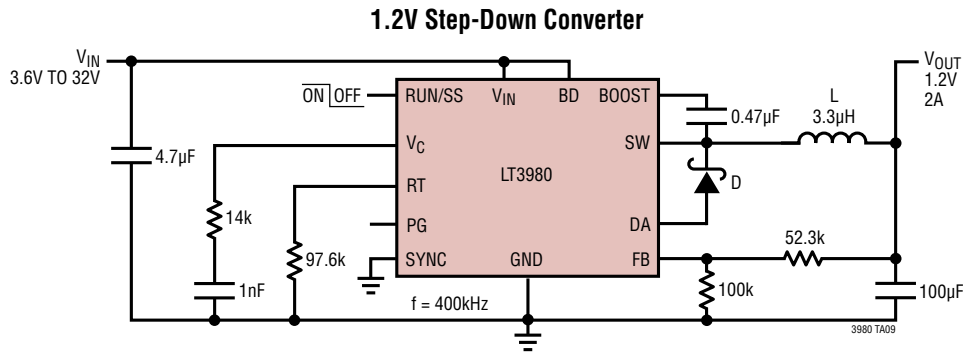 1.2V Step-Down Converter
VIN
3.6V TO 32V
VOUT
1.2V
2A
ON OFF
RUN/SS
VIN
BD
BOOST
L
3.3µH
0.47µF
4.7µF
VC
SW
LT3980
D
RT
14k
PG
DA
52.3k
97.6k
SYNC
GND
FB
1nF
f = 400kHz
100k
100µF
3980 TA09